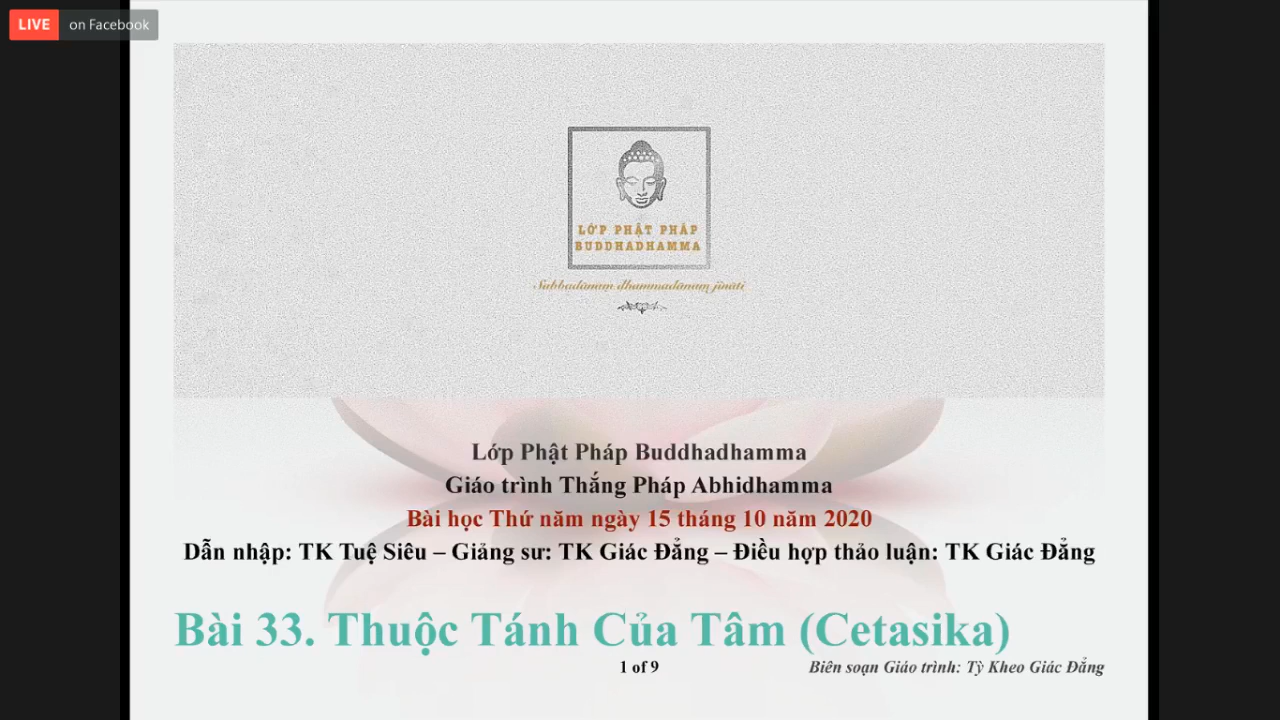 LIVE on Facebook
LỚP PHẬT PHÁP
BUDDHADHAMMA
Sabbadānaṃ dhammadānaṃ jināti
Lớp Phật Pháp Buddhadhamma
Giáo trình Thắng Pháp Abhidhamma
Bài học Thứ năm ngày 15 tháng 10 năm 2020
Dẫn nhập: TK Tuệ Siêu – Giảng sư: TK Giác Đẳng – Điều hợp thảo luận: TK Giác Đẳng
Bài 33. Thuộc Tánh Của Tâm (Cetasika)
1 of 9
Biên soạn Giáo trình: Tỳ Kheo Giác Đẳng